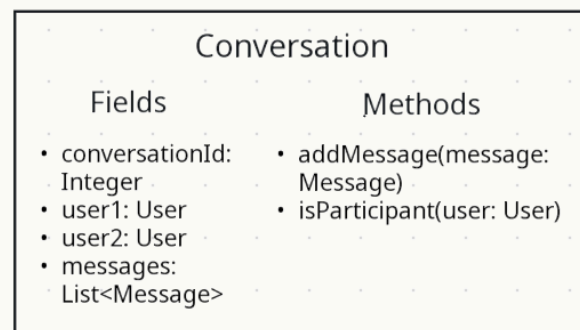 Conversation
Fields
conversationId:
Integer
user1: User
user2: User
messages:
List<Message>
Methods
addMessage(message:
Message)
isParticipant(user: User)